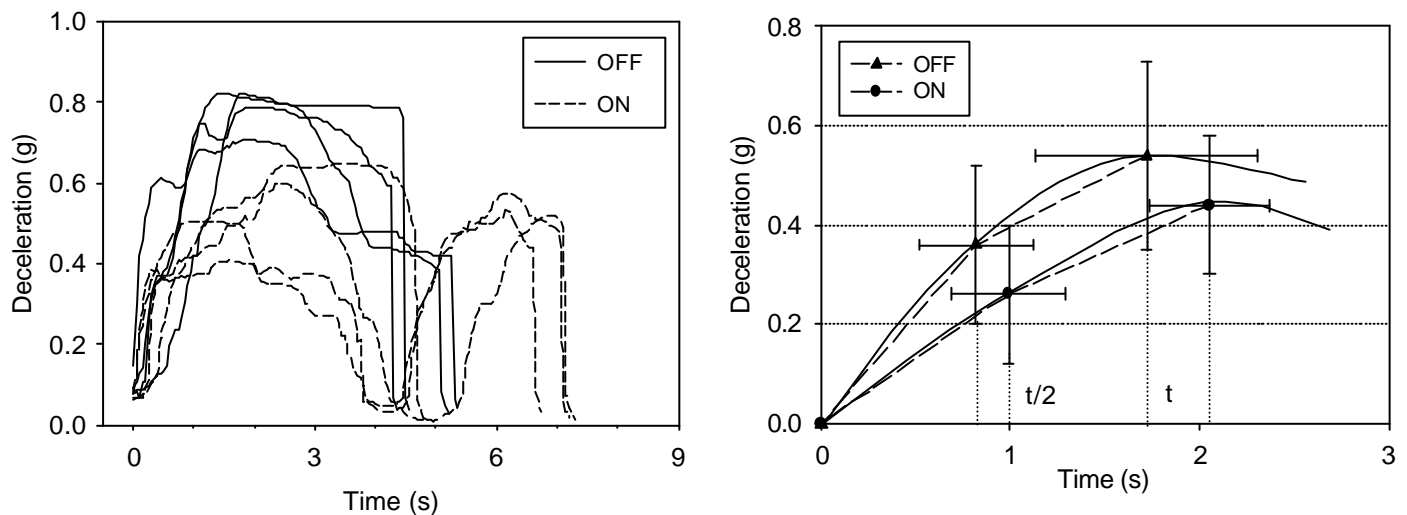 1.0
0.8
0.6
0.4
0.2
0.0
Deceleration (g)
OFF
ON
0
3
6
9
Time (s)
0.8
0.6
0.4
0.2
0.0
Deceleration (g)
OFF
ON
t/2
t
0
1
2
3
Time (s)